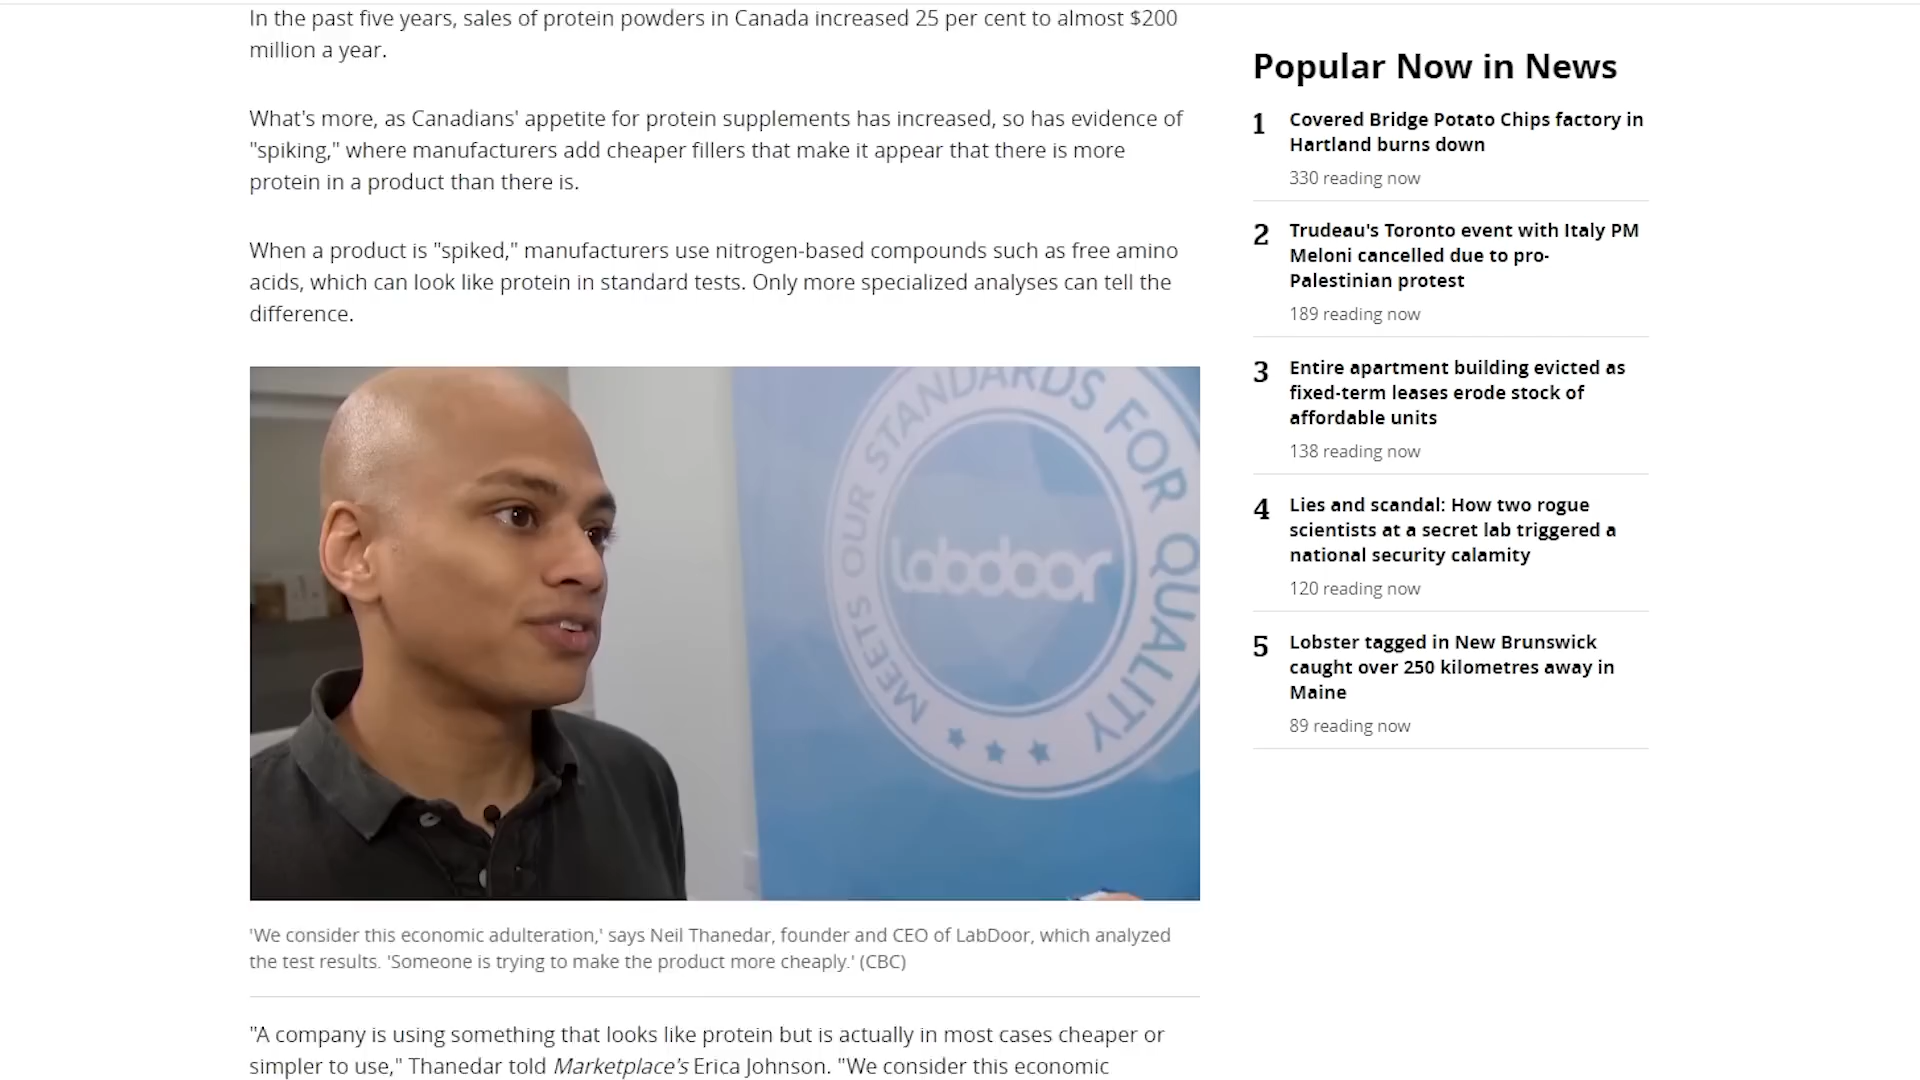 In the past five years, sales of protein powders in Canada increased 25 per cent to almost $200
million a year.
What's more, as Canadians' appetite for protein supplements has increased, so has evidence of
"spiking," where manufacturers add cheaper fillers that make it appear that there is more
protein in a product than there is.
When a product is "spiked," manufacturers use nitrogen-based compounds such as free amino
acids, which can look like protein in standard tests. Only more specialized analyses can tell the
difference.
MEETS OUR STANDARDS FOR QUALITY
labdoor
'We consider this economic adulteration,' says Neil Thanedar, founder and CEO of LabDoor, which analyzed
the test results. 'Someone is trying to make the product more cheaply.' (CBC)
"A company is using something that looks like protein but is actually in most cases cheaper or
simpler to use," Thanedar told Marketplace's Erica Johnson. "We consider this economic
Popular Now in News
1
Covered Bridge Potato Chips factory in
Hartland burns down
330 reading now
2
Trudeau's Toronto event with Italy PM
Meloni cancelled due to pro-
Palestinian protest
189 reading now
3
Entire apartment building evicted as
fixed-term leases erode stock of
affordable units
138 reading now
4
Lies and scandal: How two rogue
scientists at a secret lab triggered a
national security calamity
120 reading now
5
Lobster tagged in New Brunswick
caught over 250 kilometres away in
Maine
89 reading now